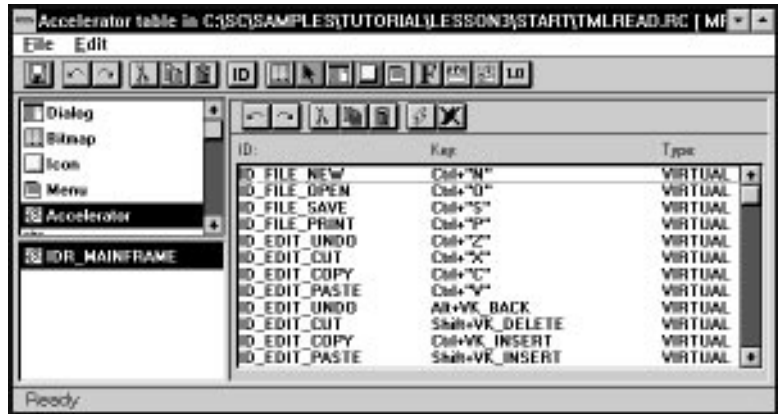 Accelerator table in C:\SC\SAMPLES\TUTORIAL\LESSON3\START\TMLREAD.RC | MF
File Edit
ID F 1.0
Dialog
Bitmap
Icon
Menu
Accelerator
IDR_MAINFRAME
ID: Key: Type:
ID_FILE_NEW Ctrl+"N" VIRTUAL
ID_FILE_OPEN Ctrl+"O" VIRTUAL
ID_FILE_SAVE Ctrl+"S" VIRTUAL
ID_FILE_PRINT Ctrl+"P" VIRTUAL
ID_EDIT_UNDO Ctrl+"Z" VIRTUAL
ID_EDIT_CUT Ctrl+"X" VIRTUAL
ID_EDIT_COPY Ctrl+"C" VIRTUAL
ID_EDIT_PASTE Ctrl+"V" VIRTUAL
ID_EDIT_UNDO Alt+VK_BACK VIRTUAL
ID_EDIT_CUT Shift+VK_DELETE VIRTUAL
ID_EDIT_COPY Ctrl+VK_INSERT VIRTUAL
ID_EDIT_PASTE Shift+VK_INSERT VIRTUAL
Ready